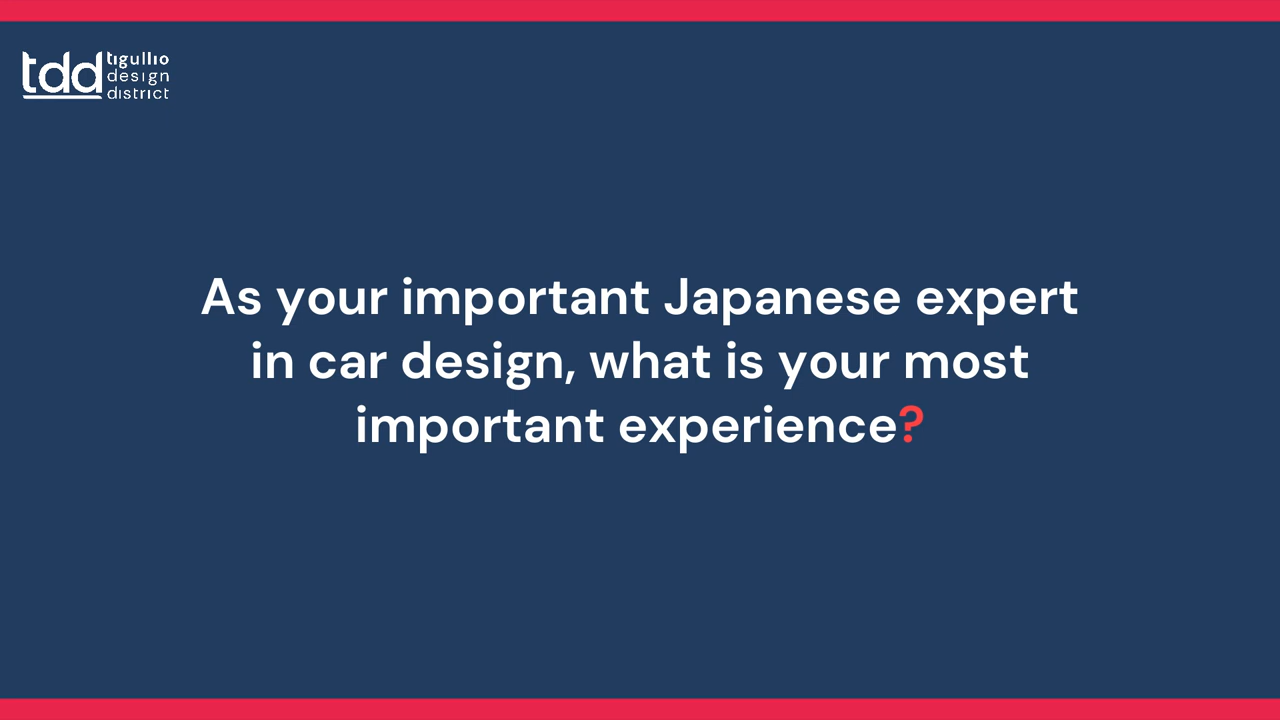 tdd
tigullio
design
district
As your important Japanese expert
in car design, what is your most
important experience?